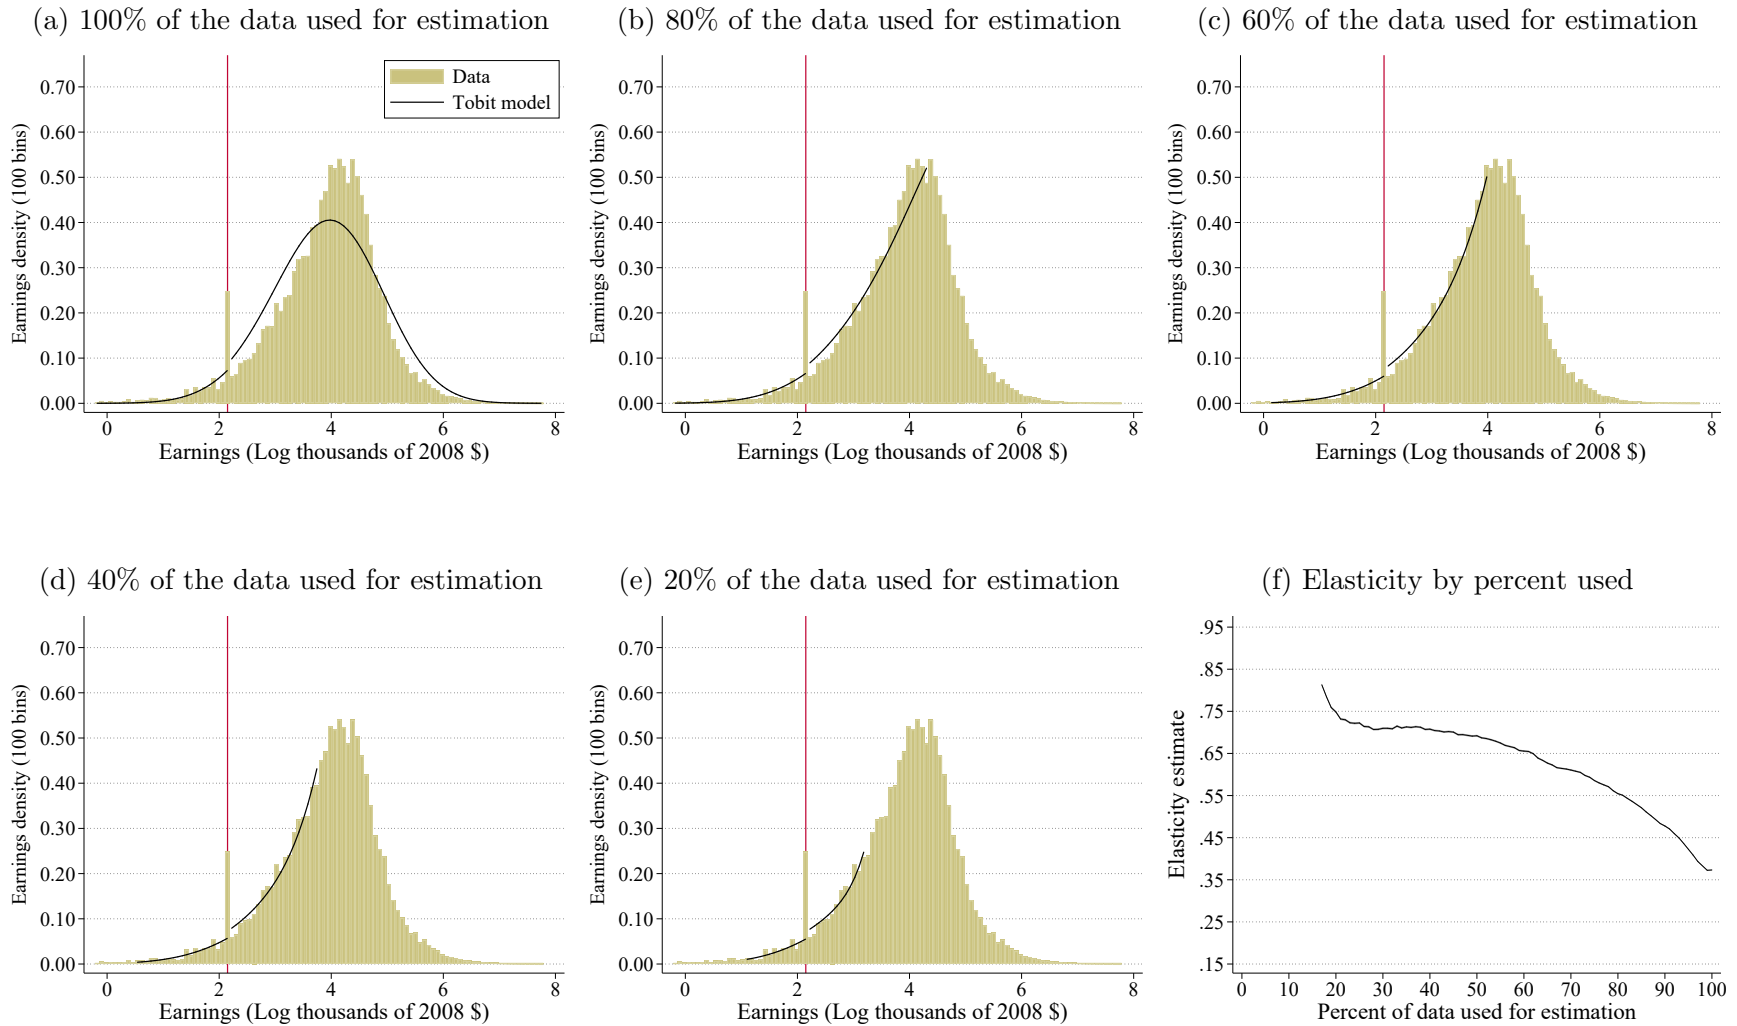 (a) 100% of the data used for estimation
0.70
0.60
0.50
0.40
0.30
0.20
0.10
0.00
Earnings density (100 bins)
Data
Tobit model
0 2 4 6 8
Earnings (Log thousands of 2008 $)
(b) 80% of the data used for estimation
0.70
0.60
0.50
0.40
0.30
0.20
0.10
0.00
Earnings density (100 bins)
0 2 4 6 8
Earnings (Log thousands of 2008 $)
(c) 60% of the data used for estimation
0.70
0.60
0.50
0.40
0.30
0.20
0.10
0.00
Earnings density (100 bins)
0 2 4 6 8
Earnings (Log thousands of 2008 $)
(d) 40% of the data used for estimation
0.70
0.60
0.50
0.40
0.30
0.20
0.10
0.00
Earnings density (100 bins)
0 2 4 6 8
Earnings (Log thousands of 2008 $)
(e) 20% of the data used for estimation
0.70
0.60
0.50
0.40
0.30
0.20
0.10
0.00
Earnings density (100 bins)
0 2 4 6 8
Earnings (Log thousands of 2008 $)
(f) Elasticity by percent used
.95
.85
.75
.65
.55
.45
.35
.25
.15
Elasticity estimate
0 10 20 30 40 50 60 70 80 90 100
Percent of data used for estimation